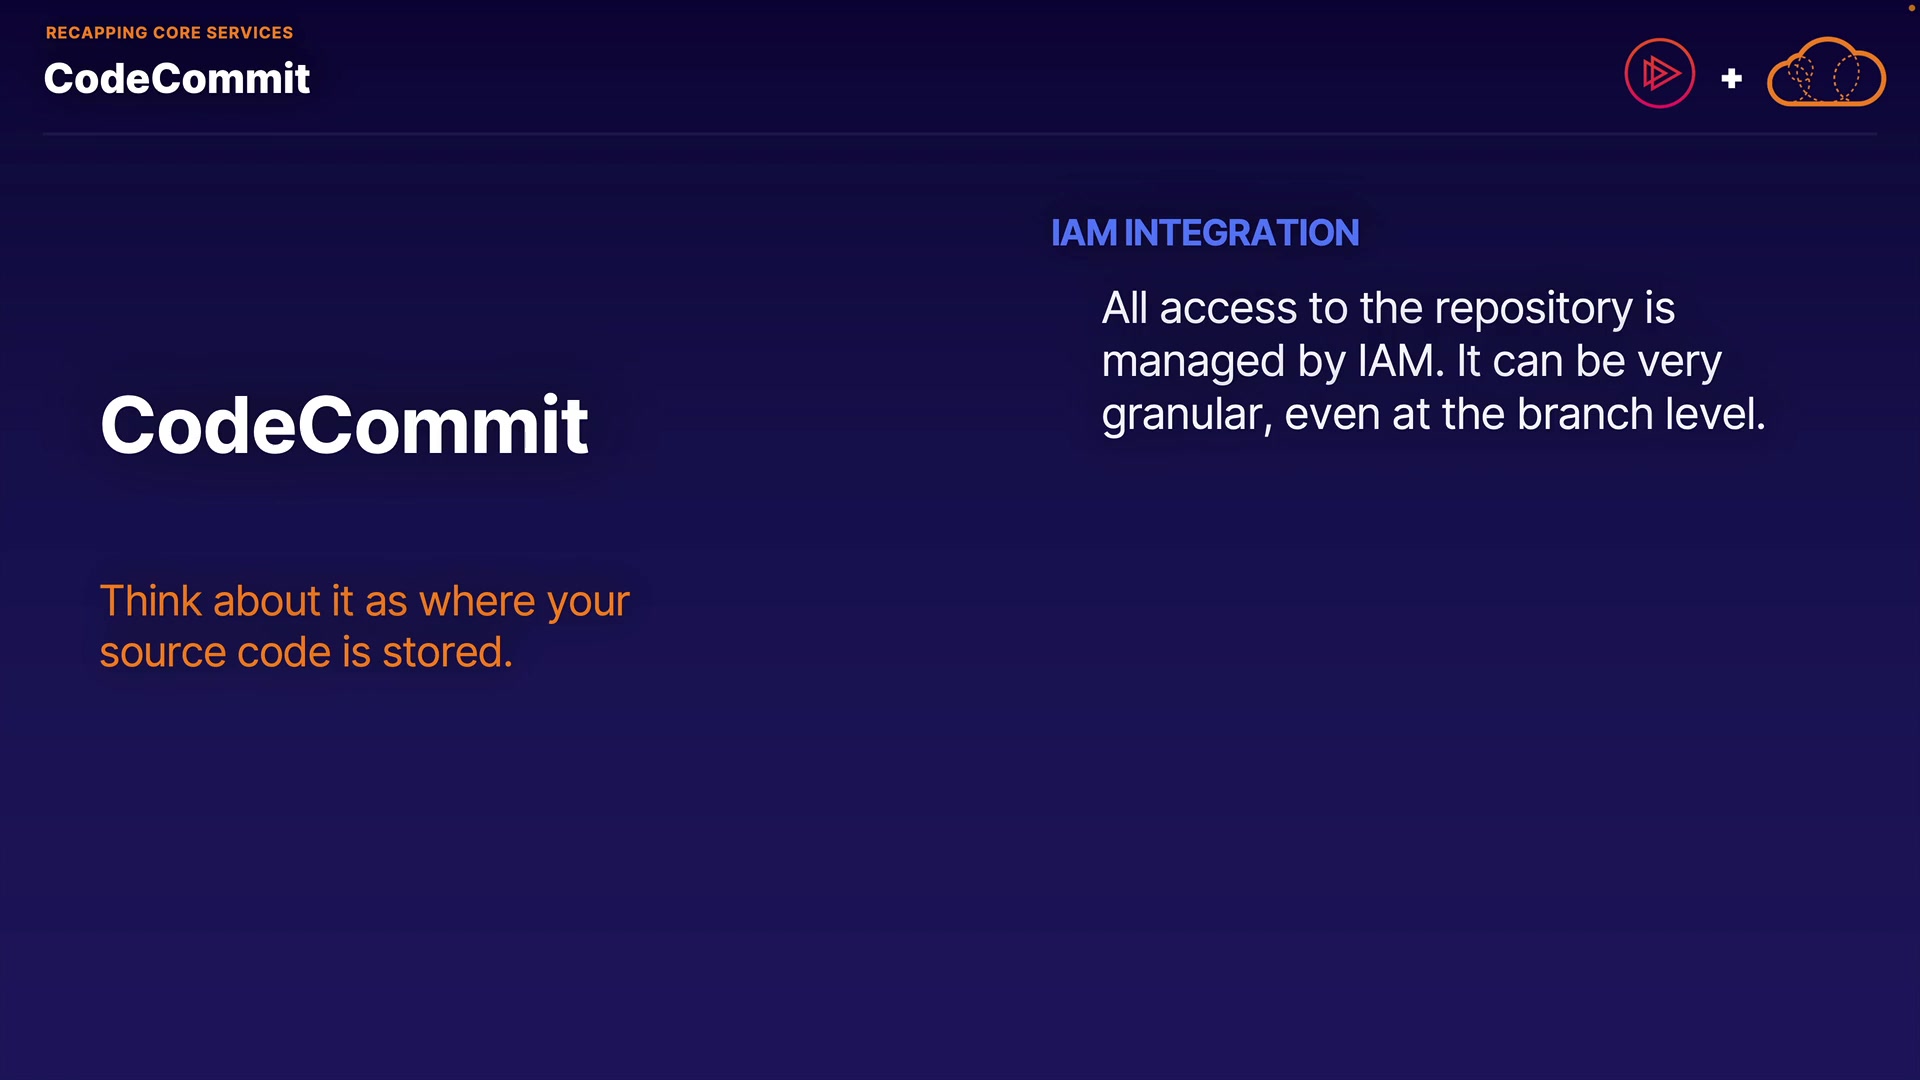 RECAPPING CORE SERVICES
CodeCommit
+
CodeCommit
Think about it as where your
source code is stored.
IAM INTEGRATION
All access to the repository is
managed by IAM. It can be very
granular, even at the branch level.